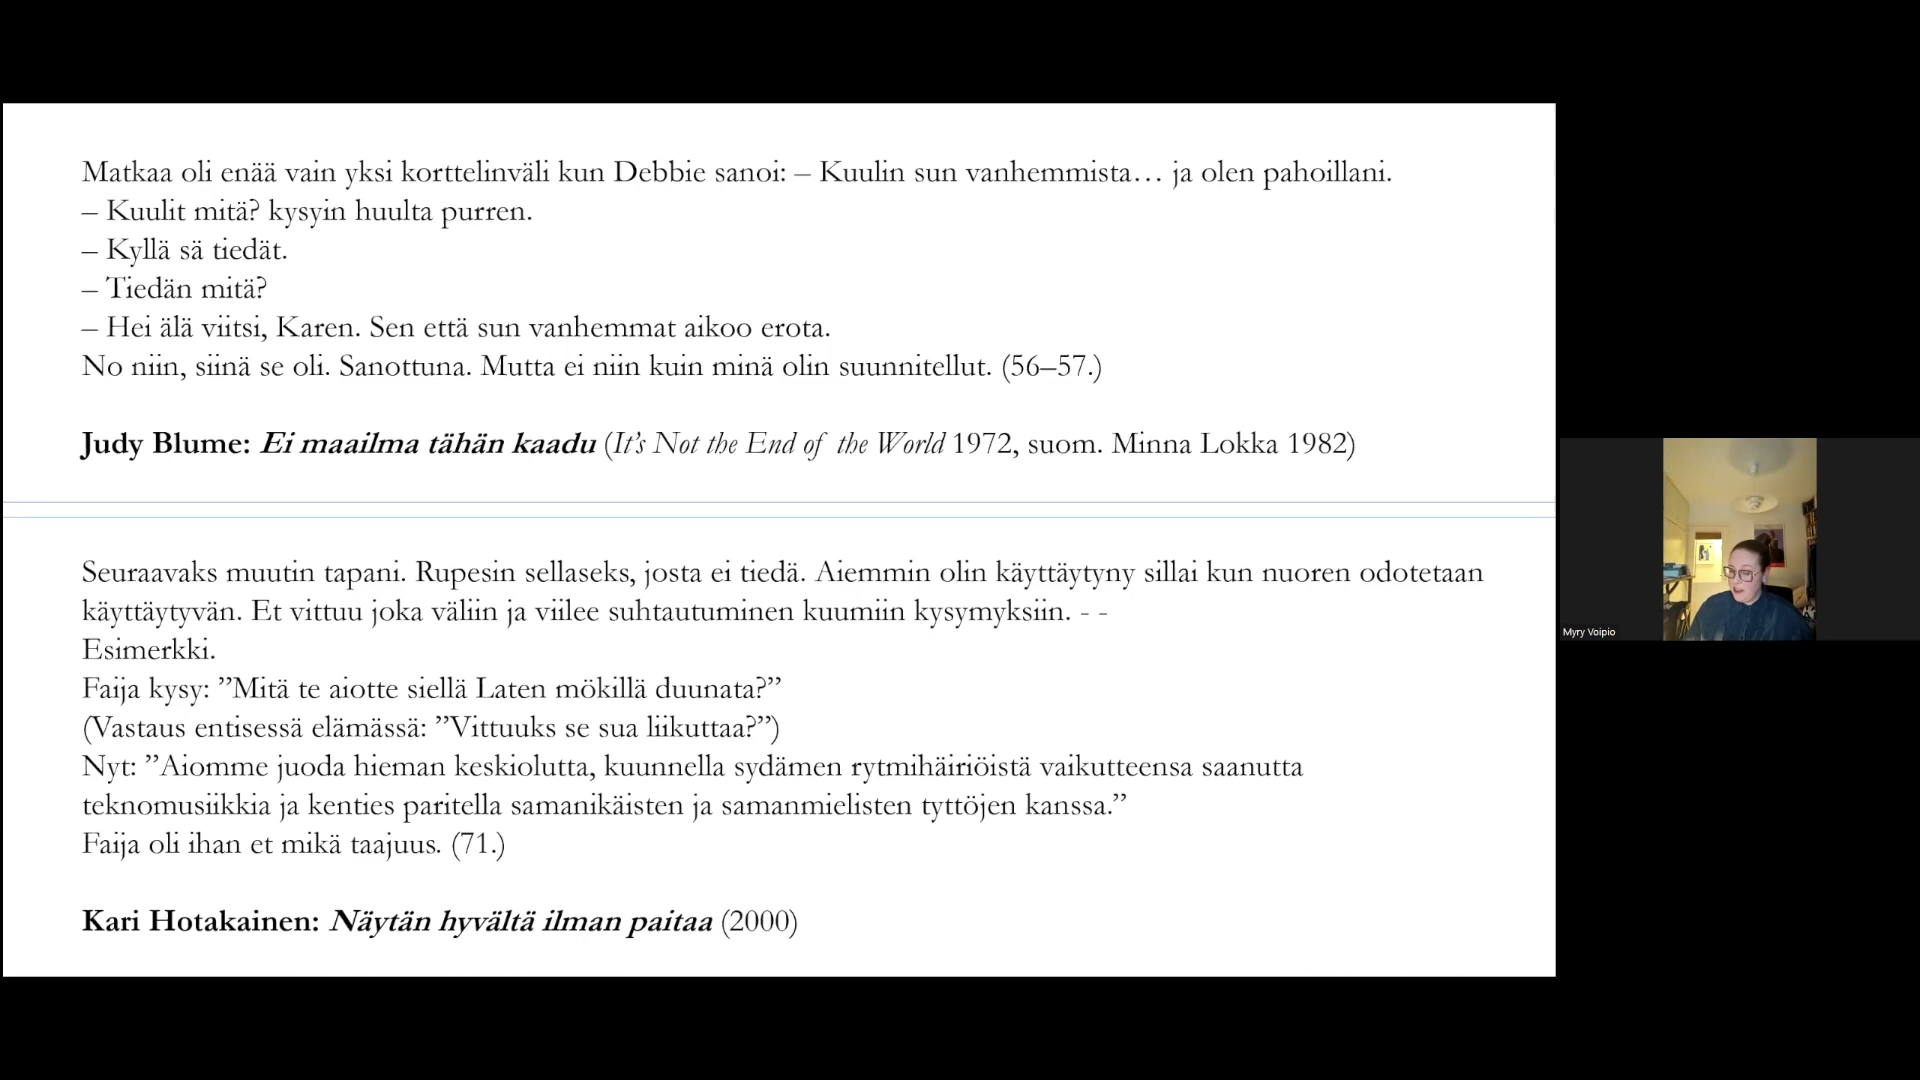 Matkaa oli enää vain yksi korttelinväli kun Debbie sanoi: – Kuulin sun vanhemmista… ja olen pahoillani.
– Kuulit mitä? kysyin huulta purren.
– Kyllä sä tiedät.
– Tiedän mitä?
– Hei älä viitsi, Karen. Sen että sun vanhemmat aikoo erota.
No niin, siinä se oli. Sanottuna. Mutta ei niin kuin minä olin suunnitellut. (56–57.)
Judy Blume: Ei maailma tähän kaadu (It’s Not the End of the World 1972, suom. Minna Lokka 1982)
Seuraavaks muutin tapani. Rupesin sellaseks, josta ei tiedä. Aiemmin olin käyttäytyny sillai kun nuoren odotetaan
käyttäytyvän. Et vittuu joka väliin ja viilee suhtautuminen kuumiin kysymyksiin. - -
Esimerkki.
Faija kysy: ”Mitä te aiotte siellä Laten mökillä duunata?”
(Vastaus entisessä elämässä: ”Vittuuks se sua liikuttaa?”)
Nyt: ”Aiomme juoda hieman keskiolutta, kuunnella sydämen rytmihäiriöistä vaikutteensa saanutta
teknomusiikkia ja kenties paritella samanikäisten ja samanmielisten tyttöjen kanssa.”
Faija oli ihan et mikä taajuus. (71.)
Kari Hotakainen: Näytän hyvältä ilman paitaa (2000)
Myry Voipio